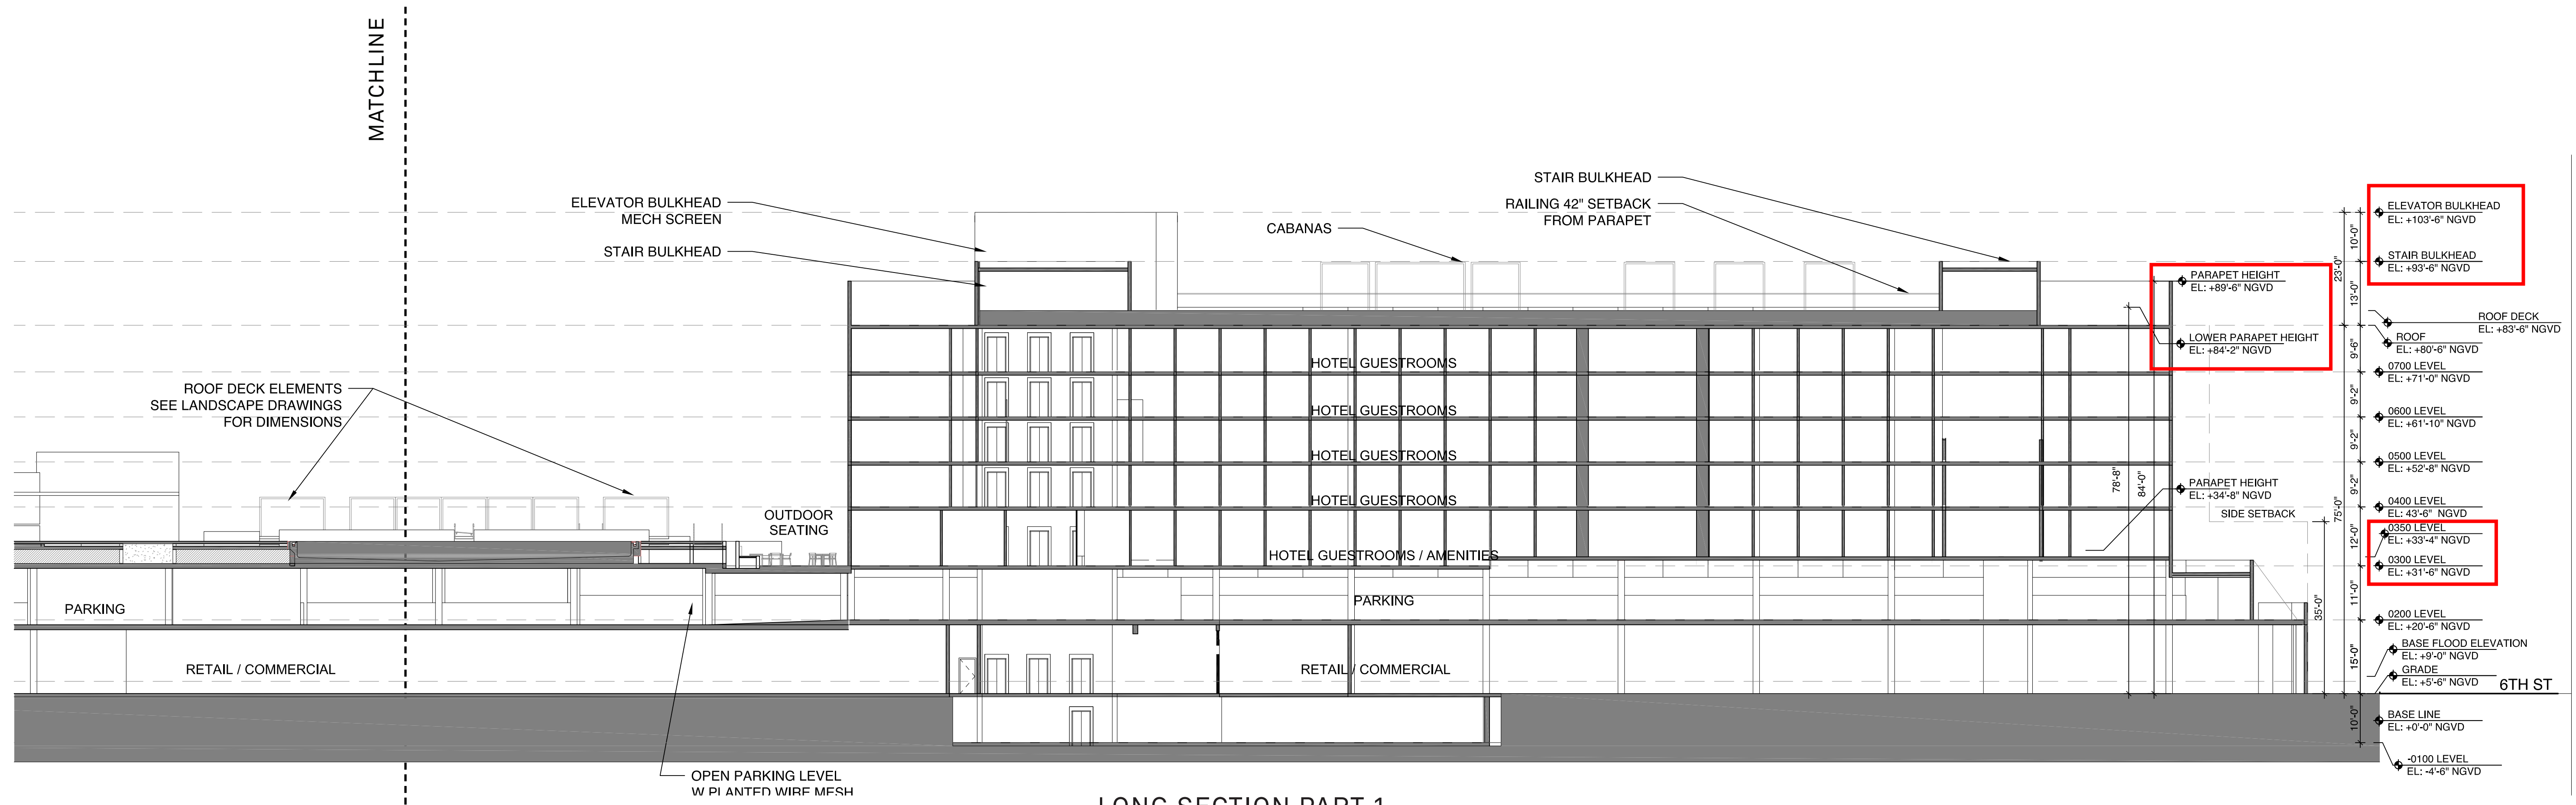 MATCHLINE
ELEVATOR BULKHEAD
MECH SCREEN
STAIR BULKHEAD
CABANAS
STAIR BULKHEAD
RAILING 42" SETBACK
FROM PARAPET
ROOF DECK ELEMENTS
SEE LANDSCAPE DRAWINGS
FOR DIMENSIONS
OUTDOOR
SEATING
HOTEL GUESTROOMS
HOTEL GUESTROOMS
HOTEL GUESTROOMS
HOTEL GUESTROOMS
HOTEL GUESTROOMS / AMENITIES
PARKING
PARKING
RETAIL / COMMERCIAL
RETAIL / COMMERCIAL
OPEN PARKING LEVEL
W PLANTED WIRE MESH
LONG SECTION PART 1
PARAPET HEIGHT
EL: +89'-6" NGVD
LOWER PARAPET HEIGHT
EL: +84'-2" NGVD
PARAPET HEIGHT
EL: +34'-8" NGVD
SIDE SETBACK
78'-8"
84'-0"
35'-0"
23'-0"
75'-0"
10'-0"
13'-0"
9'-6"
9'-2"
9'-2"
9'-2"
12'-0"
11'-0"
15'-0"
10'-0"
ELEVATOR BULKHEAD
EL: +103'-6" NGVD
STAIR BULKHEAD
EL: +93'-6" NGVD
ROOF DECK
EL: +83'-6" NGVD
ROOF
EL: +80'-6" NGVD
0700 LEVEL
EL: +71'-0" NGVD
0600 LEVEL
EL: +61'-10" NGVD
0500 LEVEL
EL: +52'-8" NGVD
0400 LEVEL
EL: 43'-6" NGVD
0350 LEVEL
EL: +33'-4" NGVD
0300 LEVEL
EL: +31'-6" NGVD
0200 LEVEL
EL: +20'-6" NGVD
BASE FLOOD ELEVATION
EL: +9'-0" NGVD
GRADE
EL: +5'-6" NGVD
6TH ST
BASE LINE
EL: +0'-0" NGVD
-0100 LEVEL
EL: -4'-6" NGVD